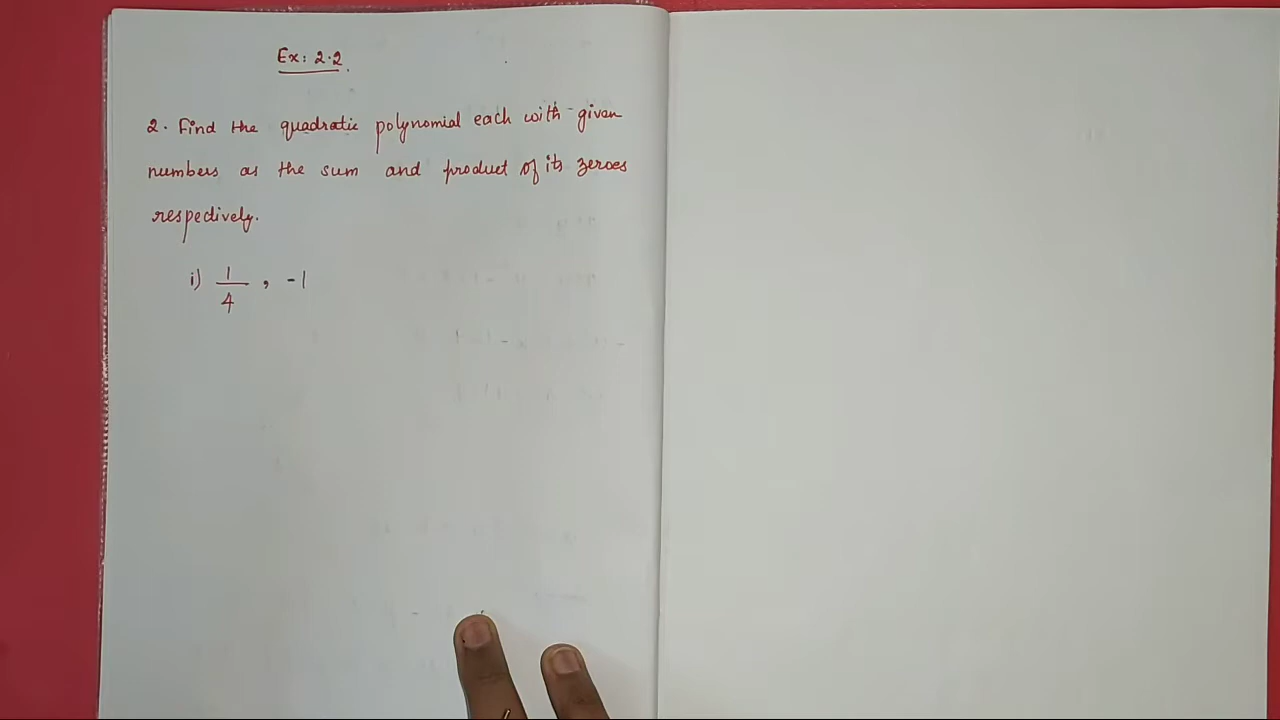 Ex: 2.2
2. Find the quadratic polynomial each with given
numbers as the sum and product of its zeroes
respectively.
i) 1/4 , -1